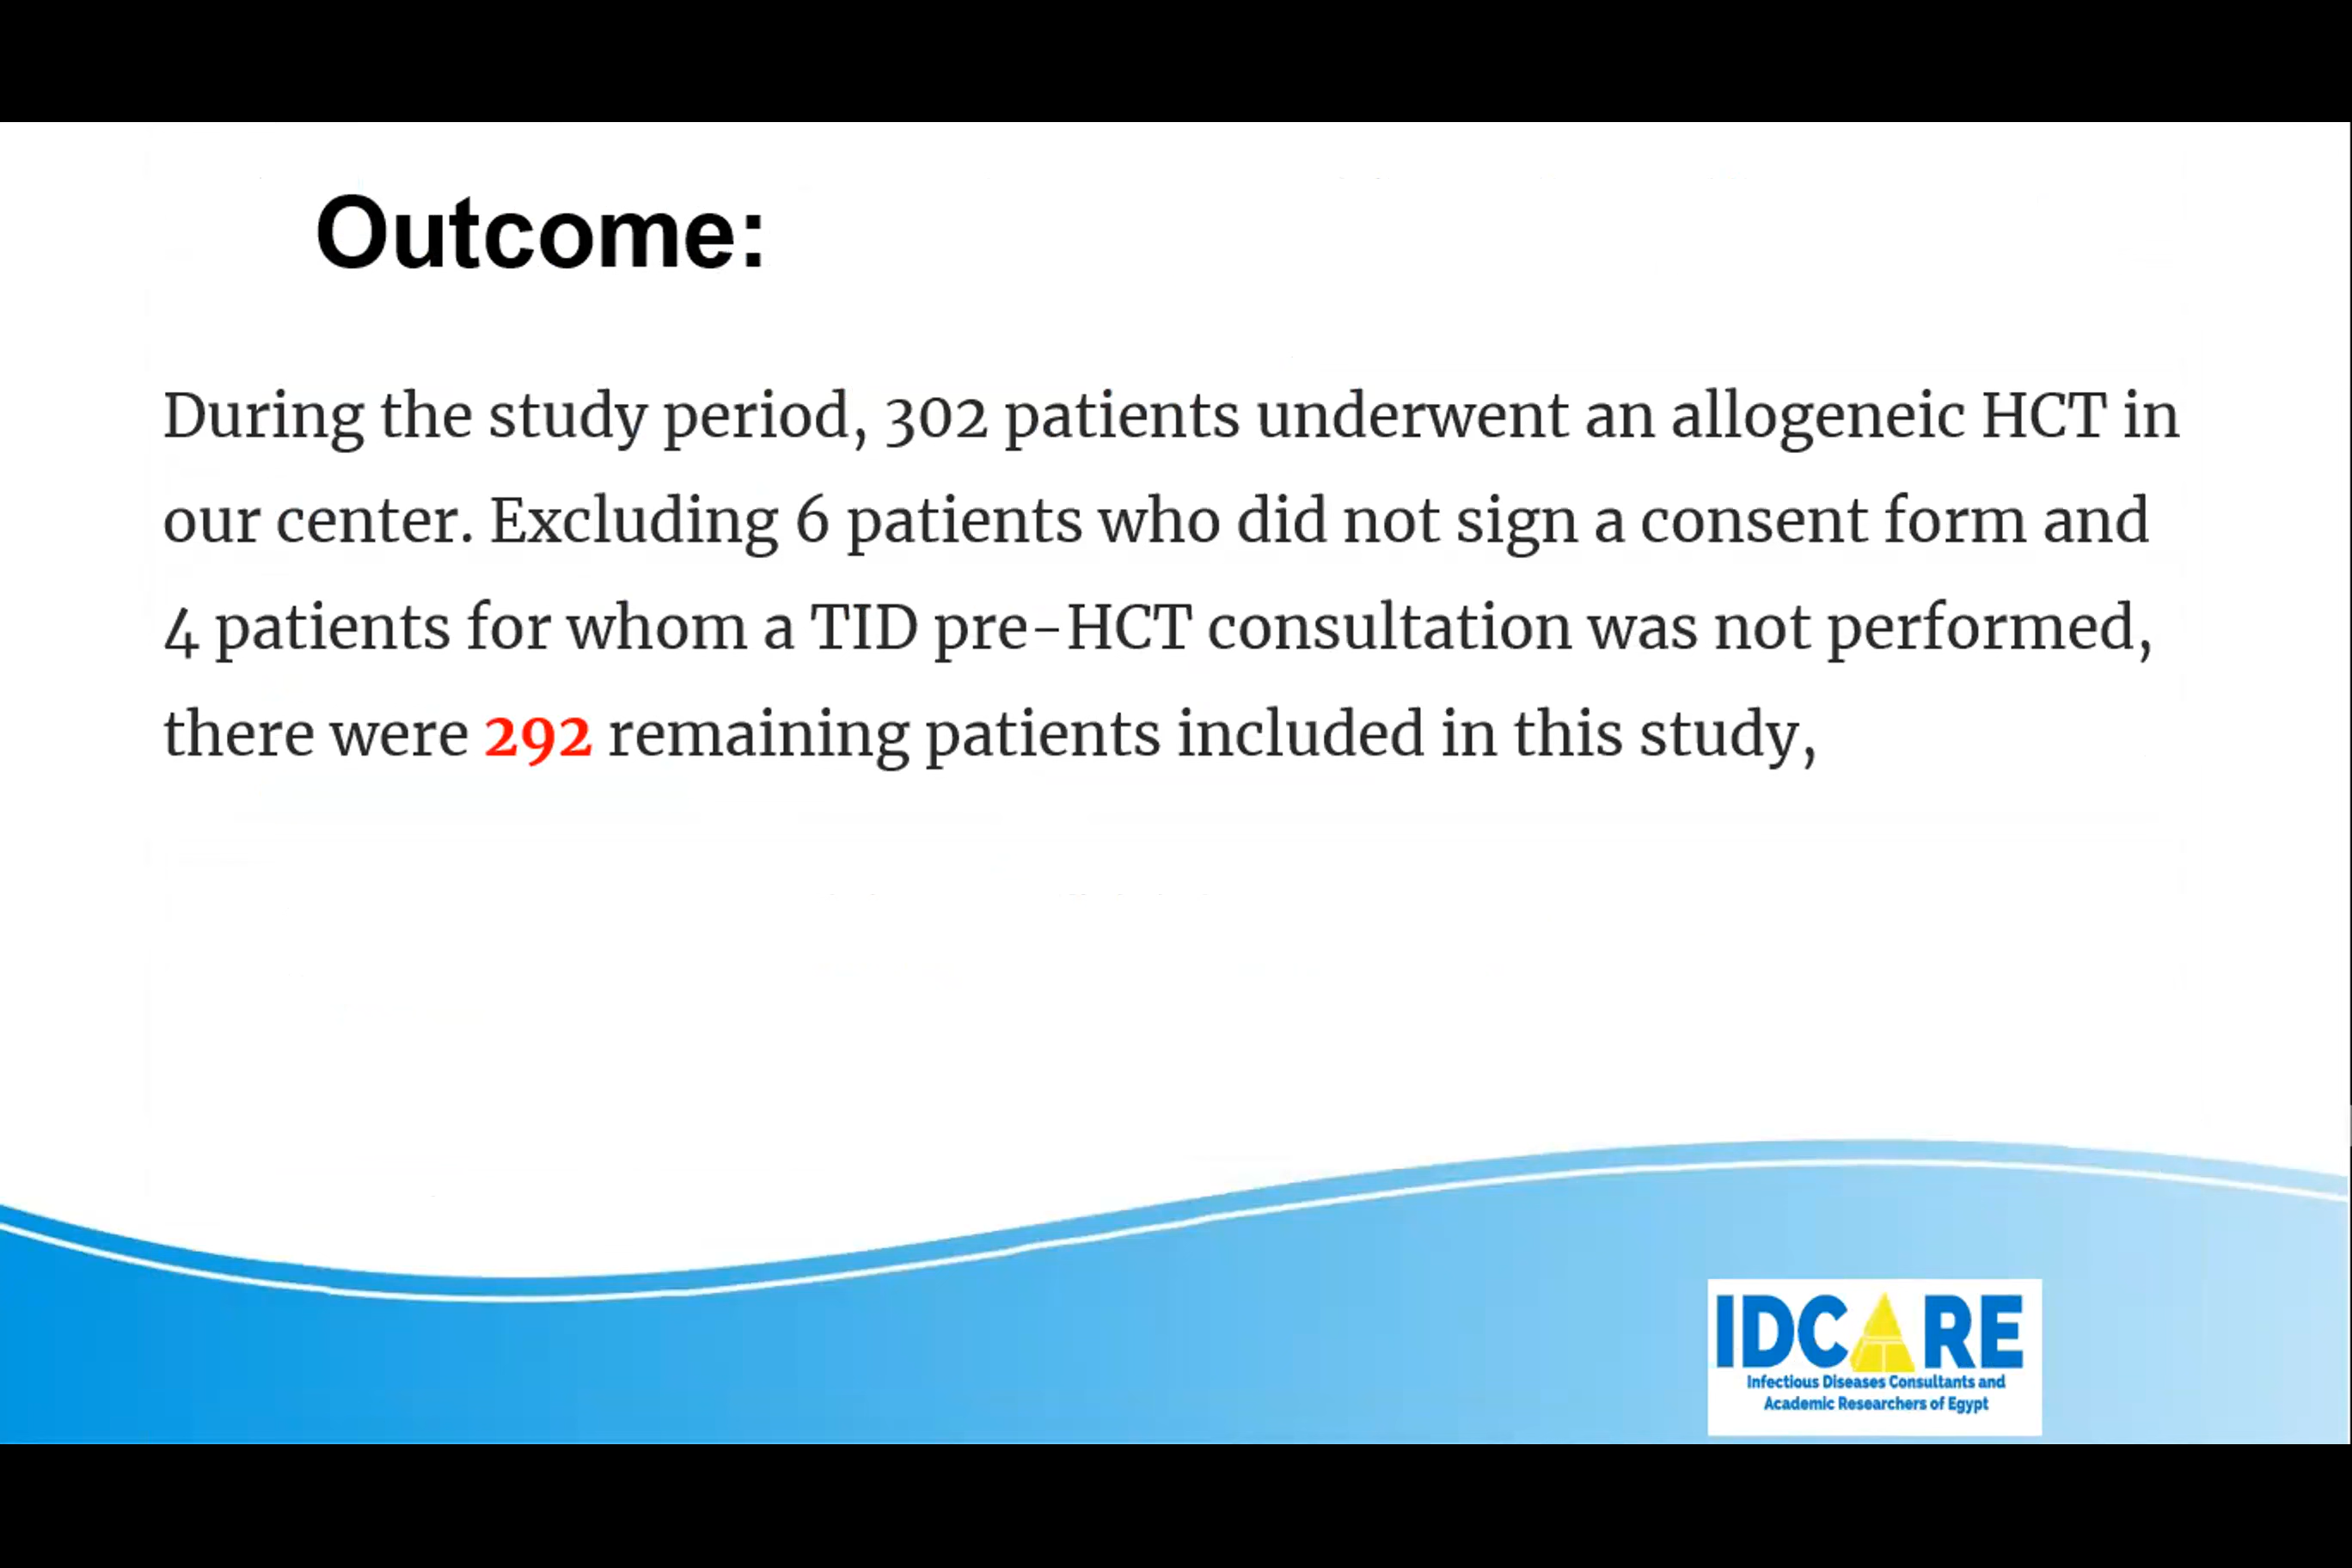 Outcome:
During the study period, 302 patients underwent an allogeneic HCT in
our center. Excluding 6 patients who did not sign a consent form and
4 patients for whom a TID pre-HCT consultation was not performed,
there were 292 remaining patients included in this study,
IDCARE
Infectious Diseases Consultants and
Academic Researchers of Egypt